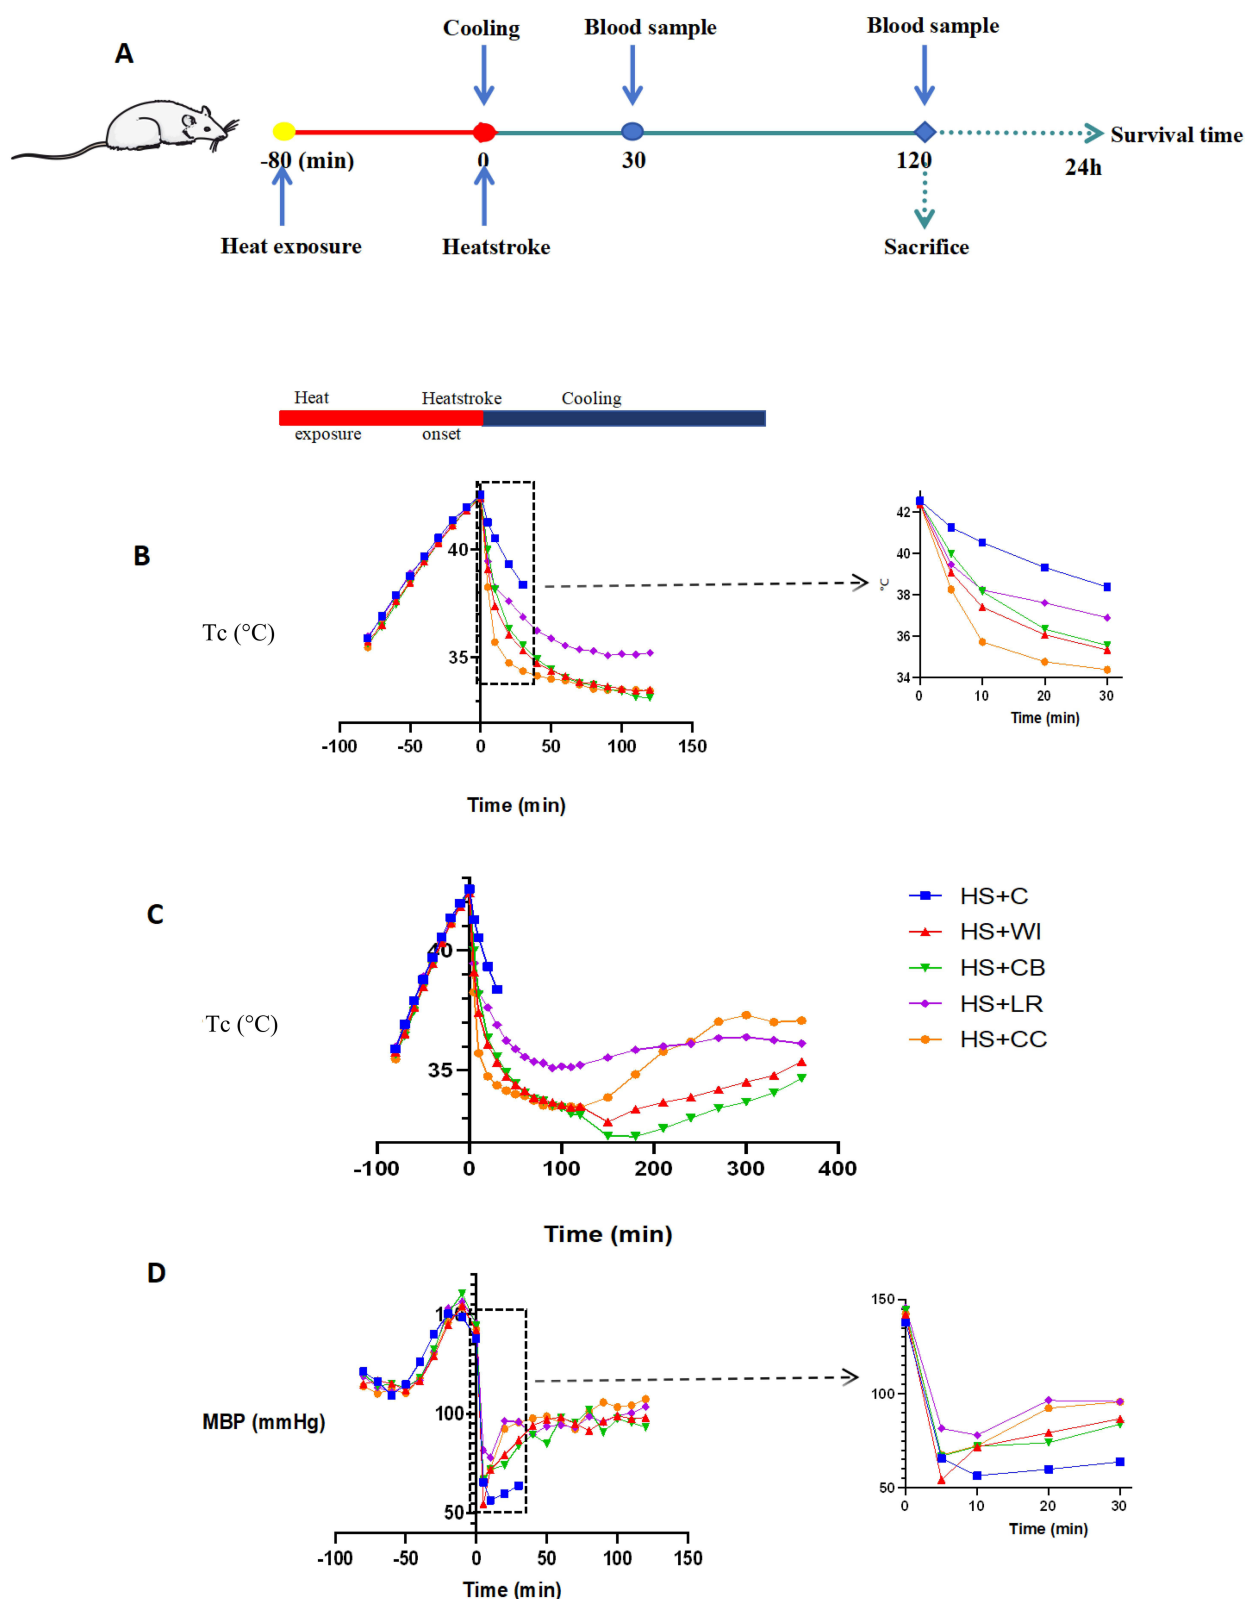 Cooling Blood sample Blood sample
A
-80 (min) 0 30 120 Survival time
24h
Heat exposure Heatstroke Sacrifice
Heat Heatstroke Cooling
exposure onset
B
Tc (°C)
40
35
-100 -50 0 50 100 150
Time (min)
°C
42
40
38
36
34
0 10 20 30
Time (min)
C
Tc (°C)
40
35
-100 0 100 200 300 400
Time (min)
HS+C
HS+WI
HS+CB
HS+LR
HS+CC
D
MBP (mmHg)
100
50
-100 -50 0 50 100 150
Time (min)
150
100
50
0 10 20 30
Time (min)